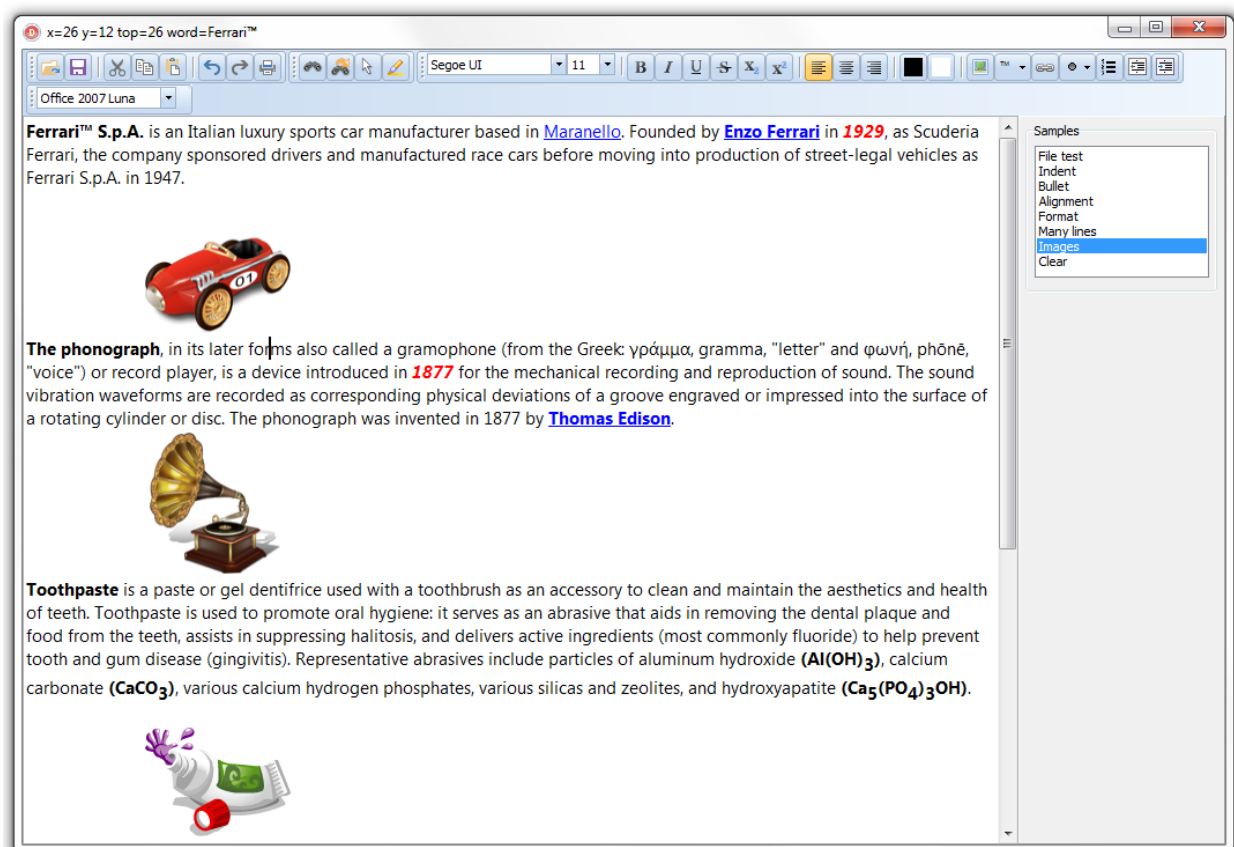 x=26 y=12 top=26 word=Ferrari™
Segoe UI 11 B I U S X₂ X² ™
Office 2007 Luna
Ferrari™ S.p.A. is an Italian luxury sports car manufacturer based in Maranello. Founded by Enzo Ferrari in 1929, as Scuderia
Ferrari, the company sponsored drivers and manufactured race cars before moving into production of street-legal vehicles as
Ferrari S.p.A. in 1947.
01
The phonograph, in its later forms also called a gramophone (from the Greek: γράμμα, gramma, "letter" and φωνή, phōnē,
"voice") or record player, is a device introduced in 1877 for the mechanical recording and reproduction of sound. The sound
vibration waveforms are recorded as corresponding physical deviations of a groove engraved or impressed into the surface of
a rotating cylinder or disc. The phonograph was invented in 1877 by Thomas Edison.
Toothpaste is a paste or gel dentifrice used with a toothbrush as an accessory to clean and maintain the aesthetics and health
of teeth. Toothpaste is used to promote oral hygiene: it serves as an abrasive that aids in removing the dental plaque and
food from the teeth, assists in suppressing halitosis, and delivers active ingredients (most commonly fluoride) to help prevent
tooth and gum disease (gingivitis). Representative abrasives include particles of aluminum hydroxide (Al(OH)₃), calcium
carbonate (CaCO₃), various calcium hydrogen phosphates, various silicas and zeolites, and hydroxyapatite (Ca₅(PO₄)₃OH).
Samples
File test
Indent
Bullet
Alignment
Format
Many lines
Images
Clear